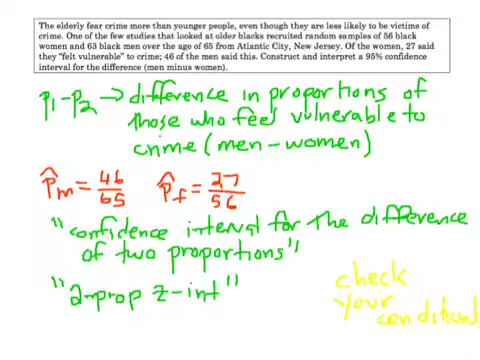 The elderly fear crime more than younger people, even though they are less likely to be victims of
crime. One of the few studies that looked at older blacks recruited random samples of 56 black
women and 63 black men over the age of 65 from Atlantic City, New Jersey. Of the women, 27 said
they "felt vulnerable" to crime; 46 of the men said this. Construct and interpret a 95% confidence
interval for the difference (men minus women).
p₁-p₂ → difference in proportions of
those who feel vulnerable to
crime (men - women)
p̂m = 46/65 p̂f = 27/56
"confidence interval for the difference
of two proportions"
"2-prop z-int"
check
your
conditions